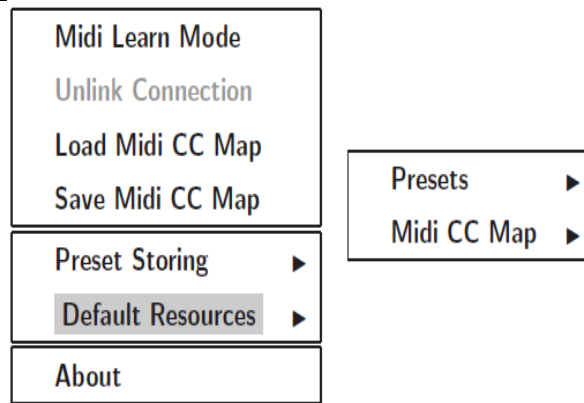 Midi Learn Mode
Unlink Connection
Load Midi CC Map
Save Midi CC Map
Preset Storing ▶
Default Resources ▶
About
Presets ▶
Midi CC Map ▶